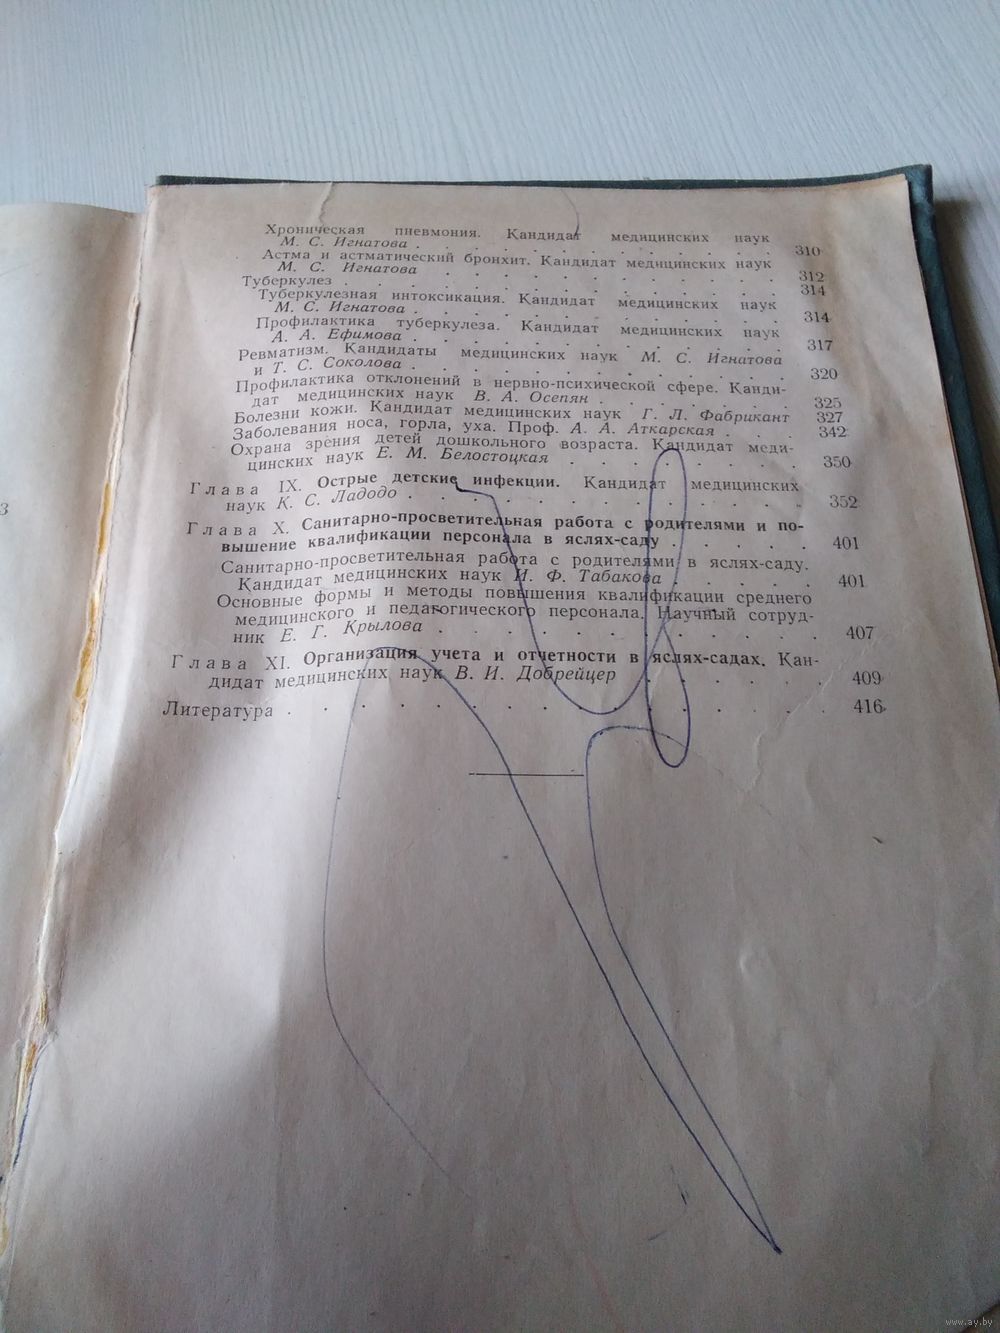 Хроническая пневмония. Кандидат медицинских наук
М. С. Игнатова . . . . . . . . . . . 310
Астма и астматический бронхит. Кандидат медицинских наук
М. С. Игнатова . . . . . . . . . . . 312
Туберкулез . . . . . . . . . . . . . 314
Туберкулезная интоксикация. Кандидат медицинских наук
М. С. Игнатова . . . . . . . . . . . 314
Профилактика туберкулеза. Кандидат медицинских наук
А. А. Ефимова . . . . . . . . . . . 317
Ревматизм. Кандидаты медицинских наук М. С. Игнатова
и Т. С. Соколова . . . . . . . . . . . 320
Профилактика отклонений в нервно-психической сфере. Канди-
дат медицинских наук В. А. Осепян . . . . . . 325
Болезни кожи. Кандидат медицинских наук Г. Л. Фабрикант 327
Заболевания носа, горла, уха. Проф. А. А. Аткарская . . . 342
Охрана зрения детей дошкольного возраста. Кандидат меди-
цинских наук Е. М. Белостоцкая . . . . . . . 350
Глава IX. Острые детские инфекции. Кандидат медицинских
наук К. С. Ладодо . . . . . . . . . . . 352
Глава X. Санитарно-просветительная работа с родителями и по-
вышение квалификации персонала в яслях-саду . . . . . 401
Санитарно-просветительная работа с родителями в яслях-саду.
Кандидат медицинских наук И. Ф. Табакова . . . . . 401
Основные формы и методы повышения квалификации среднего
медицинского и педагогического персонала. Научный сотруд-
ник Е. Г. Крылова . . . . . . . . . . . 407
Глава XI. Организация учета и отчетности в яслях-садах. Кан-
дидат медицинских наук В. И. Добрейцер . . . . . . 409
Литература . . . . . . . . . . . . . . . 416
3
www.ay.by